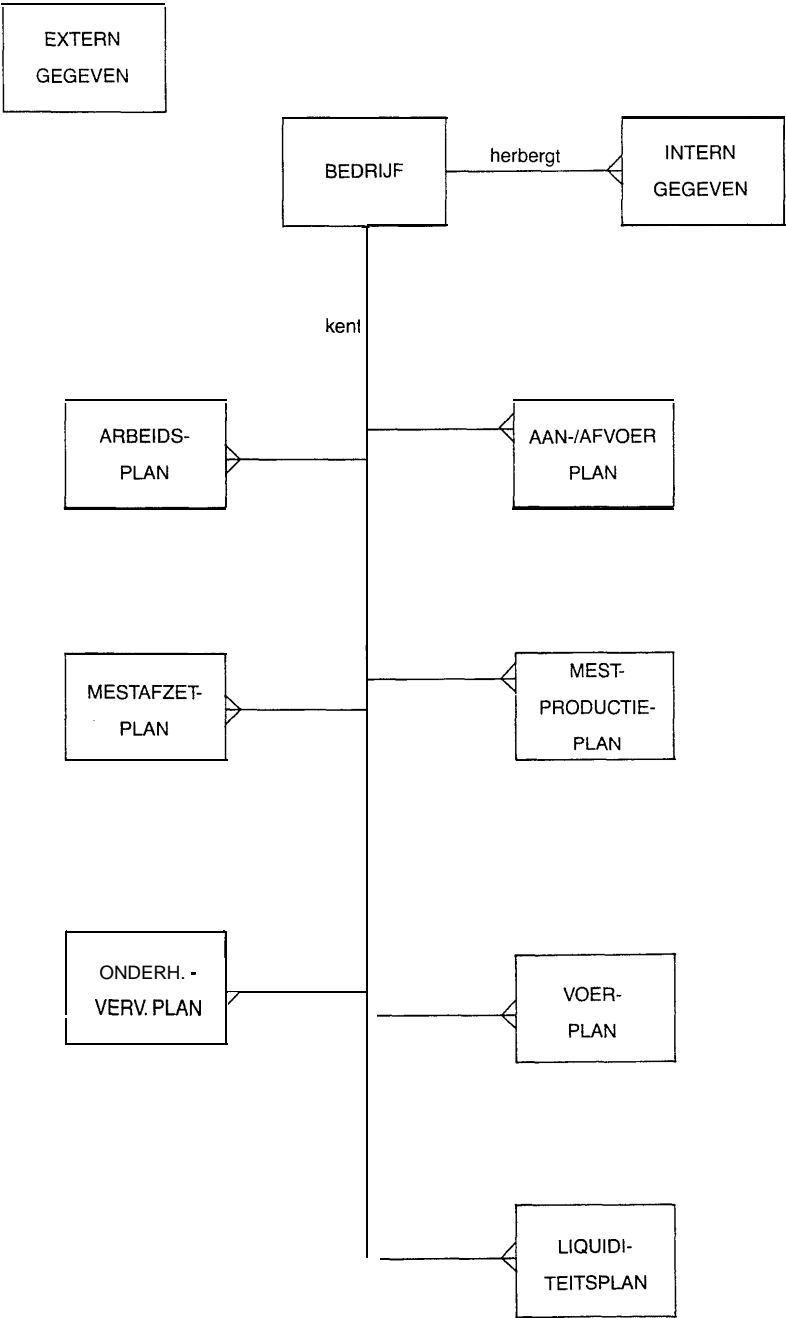 EXTERN
GEGEVEN
BEDRIJF
herbergt
INTERN
GEGEVEN
kent
ARBEIDS-
PLAN
AAN-/AFVOER
PLAN
MESTAFZET-
PLAN
MEST-
PRODUCTIE-
PLAN
ONDERH. -
VERV. PLAN
VOER-
PLAN
LIQUIDI-
TEITSPLAN